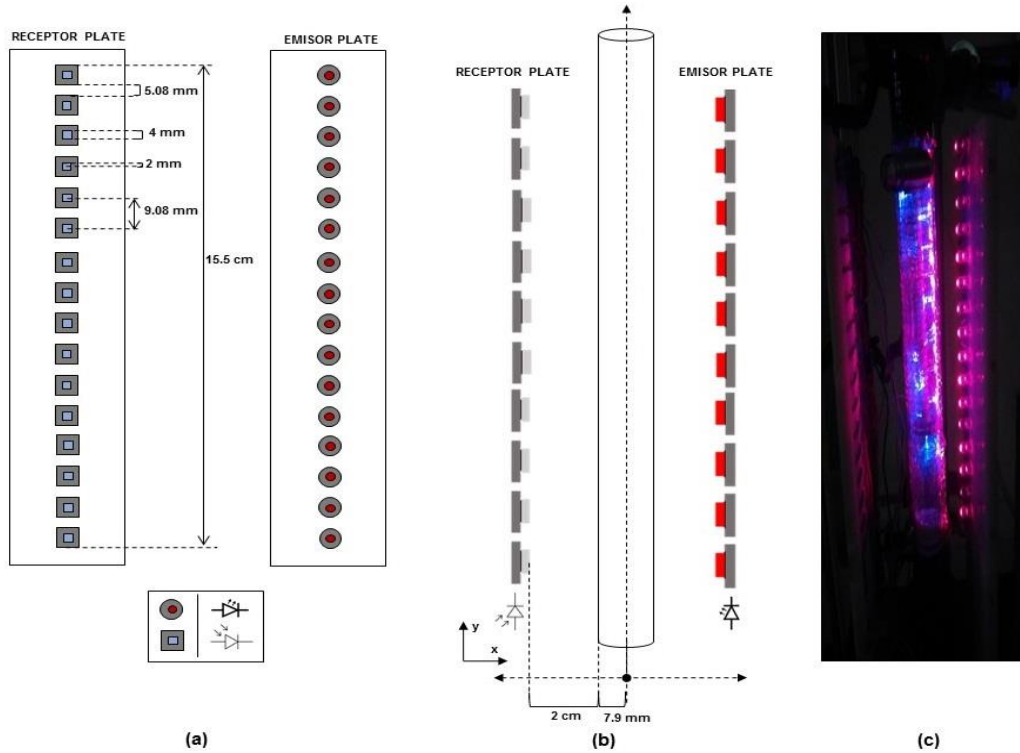 RECEPTOR PLATE
EMISOR PLATE
5.08 mm
4 mm
2 mm
9.08 mm
15.5 cm
(a)
RECEPTOR PLATE
EMISOR PLATE
y
x
2 cm
7.9 mm
(b)
(c)